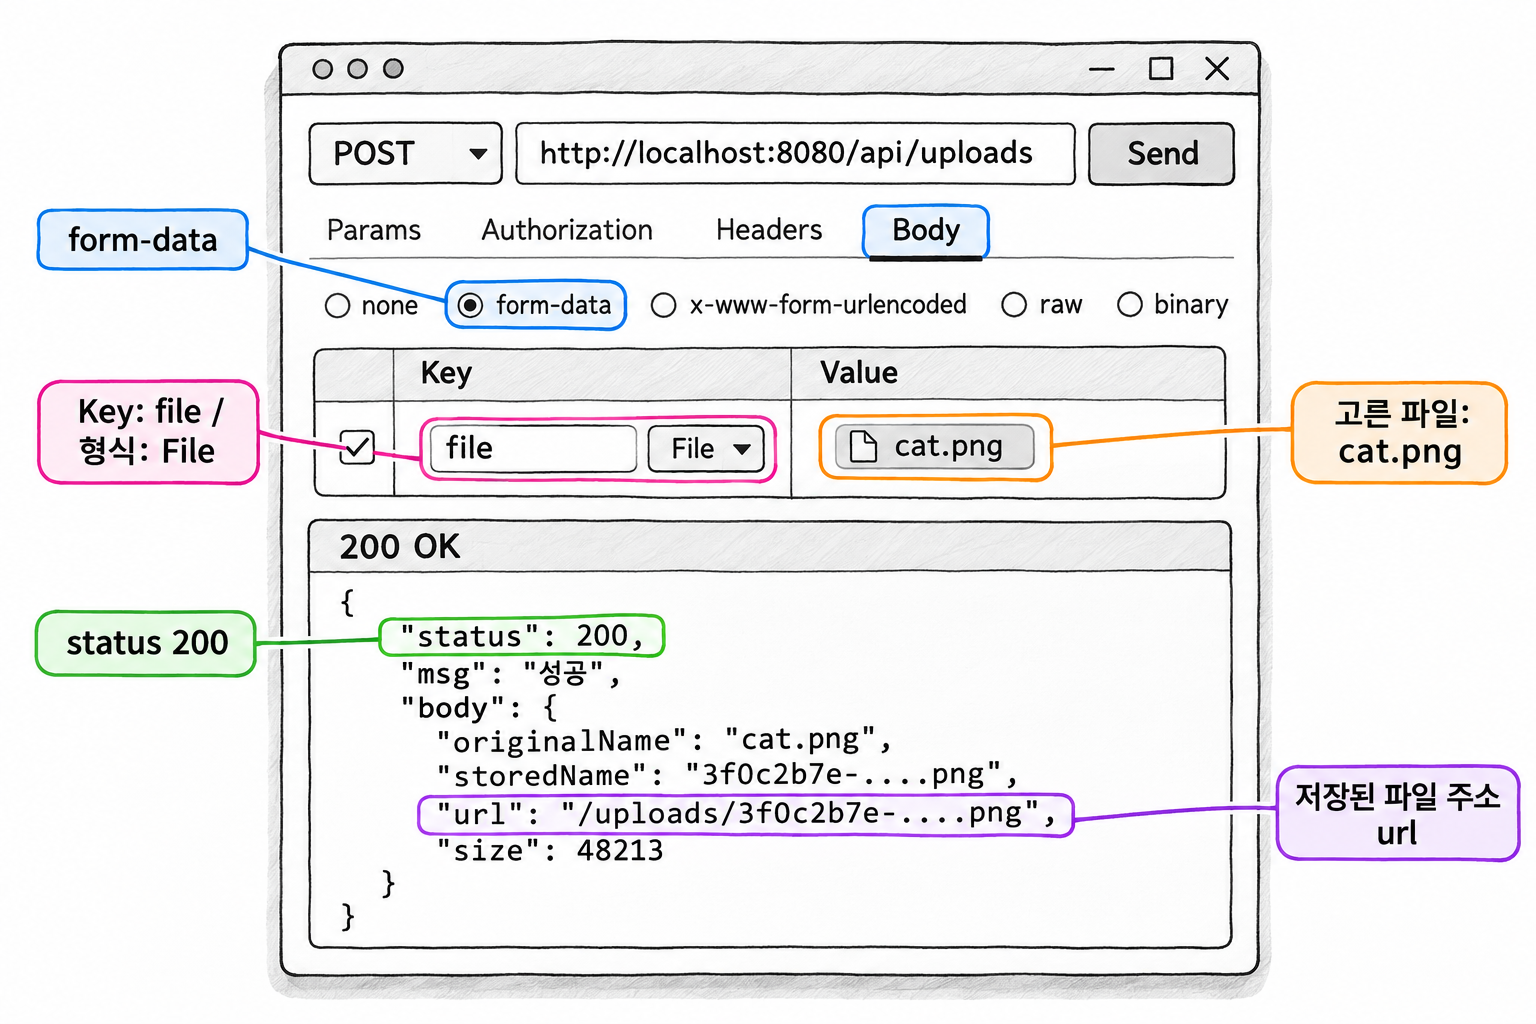 POST
http://localhost:8080/api/uploads
Send
Params
Authorization
Headers
Body
form-data
none
form-data
x-www-form-urlencoded
raw
binary
Key
Value
Key: file /
형식: File
file
File
cat.png
고른 파일:
cat.png
200 OK
{
"status": 200,
status 200
"msg": "성공",
"body": {
"originalName": "cat.png",
"storedName": "3f0c2b7e-....png",
"url": "/uploads/3f0c2b7e-....png",
저장된 파일 주소
url
"size": 48213
}
}